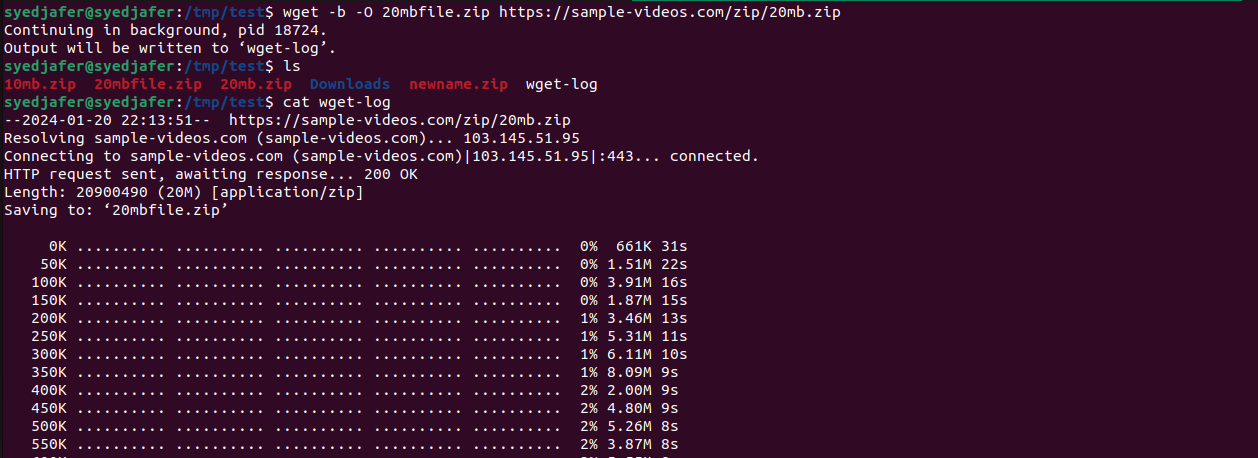 syedjafer@syedjafer:/tmp/test$ wget -b -O 20mbfile.zip https://sample-videos.com/zip/20mb.zip
Continuing in background, pid 18724.
Output will be written to ‘wget-log’.
syedjafer@syedjafer:/tmp/test$ ls
10mb.zip  20mbfile.zip  20mb.zip  Downloads  newname.zip  wget-log
syedjafer@syedjafer:/tmp/test$ cat wget-log
--2024-01-20 22:13:51--  https://sample-videos.com/zip/20mb.zip
Resolving sample-videos.com (sample-videos.com)... 103.145.51.95
Connecting to sample-videos.com (sample-videos.com)|103.145.51.95|:443... connected.
HTTP request sent, awaiting response... 200 OK
Length: 20900490 (20M) [application/zip]
Saving to: ‘20mbfile.zip’
0K .......... .......... .......... .......... ..........  0%  661K 31s
50K .......... .......... .......... .......... ..........  0% 1.51M 22s
100K .......... .......... .......... .......... ..........  0% 3.91M 16s
150K .......... .......... .......... .......... ..........  0% 1.87M 15s
200K .......... .......... .......... .......... ..........  1% 3.46M 13s
250K .......... .......... .......... .......... ..........  1% 5.31M 11s
300K .......... .......... .......... .......... ..........  1% 6.11M 10s
350K .......... .......... .......... .......... ..........  1% 8.09M 9s
400K .......... .......... .......... .......... ..........  2% 2.00M 9s
450K .......... .......... .......... .......... ..........  2% 4.80M 9s
500K .......... .......... .......... .......... ..........  2% 5.26M 8s
550K .......... .......... .......... .......... ..........  2% 3.87M 8s